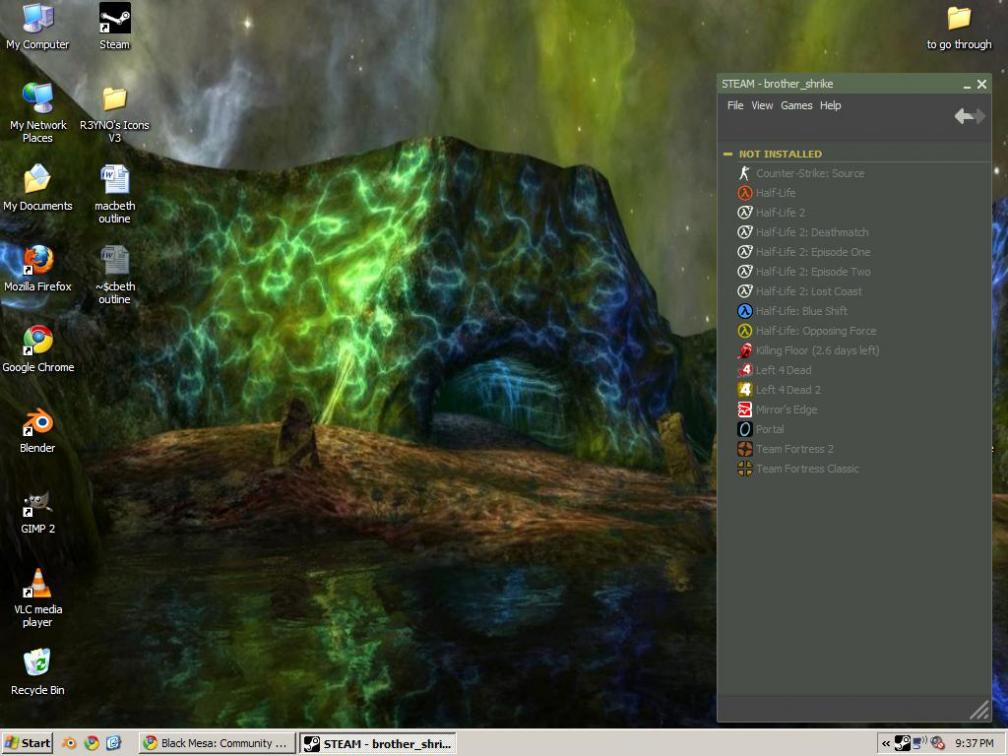 My Computer
Steam
to go through
My Network
Places
R3YNO's Icons
V3
My Documents
macbeth
outline
Mozilla Firefox
~$cbeth
outline
Google Chrome
Blender
GIMP 2
VLC media
player
Recycle Bin
STEAM - brother_shrike
File View Games Help
NOT INSTALLED
Counter-Strike: Source
Half-Life
Half-Life 2
Half-Life 2: Deathmatch
Half-Life 2: Episode One
Half-Life 2: Episode Two
Half-Life 2: Lost Coast
Half-Life: Blue Shift
Half-Life: Opposing Force
Killing Floor (2.6 days left)
Left 4 Dead
Left 4 Dead 2
Mirror's Edge
Portal
Team Fortress 2
Team Fortress Classic
Start
Black Mesa: Community ...
STEAM - brother_shri...
9:37 PM